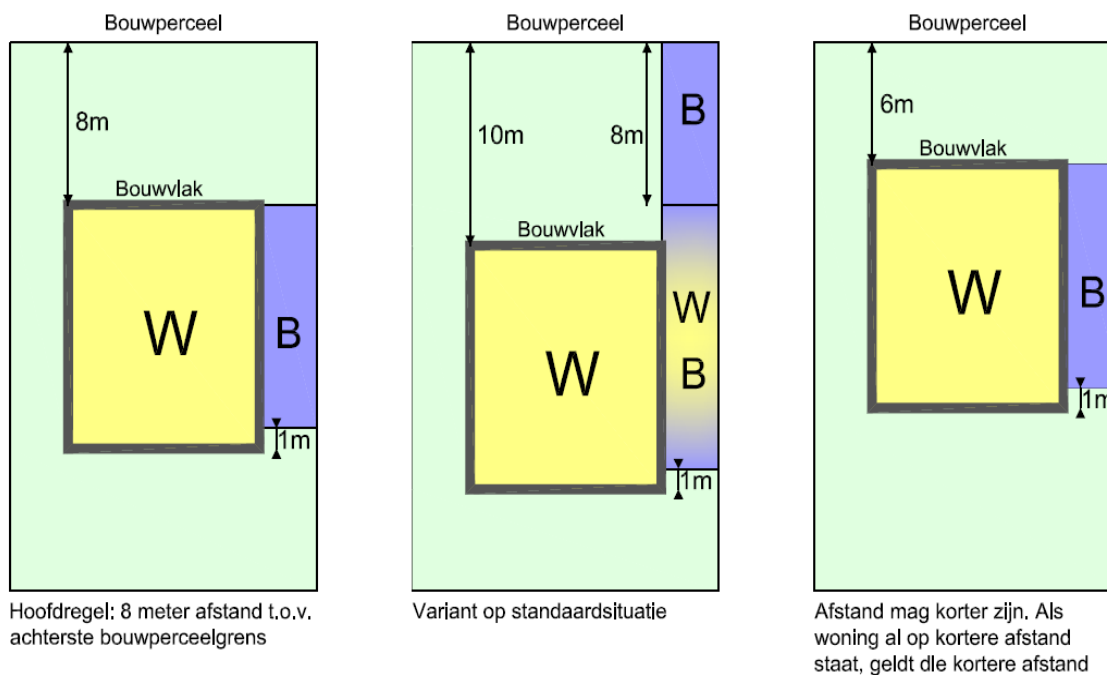 Bouwperceel
8m
Bouwvlak
W
B
1m
Hoofdregel: 8 meter afstand t.o.v.
achterste bouwperceelgrens
Bouwperceel
10m
8m
B
Bouwvlak
W
W
B
1m
Variant op standaardsituatie
Bouwperceel
6m
Bouwvlak
W
B
1m
Afstand mag korter zijn. Als
woning al op kortere afstand
staat, geldt die kortere afstand